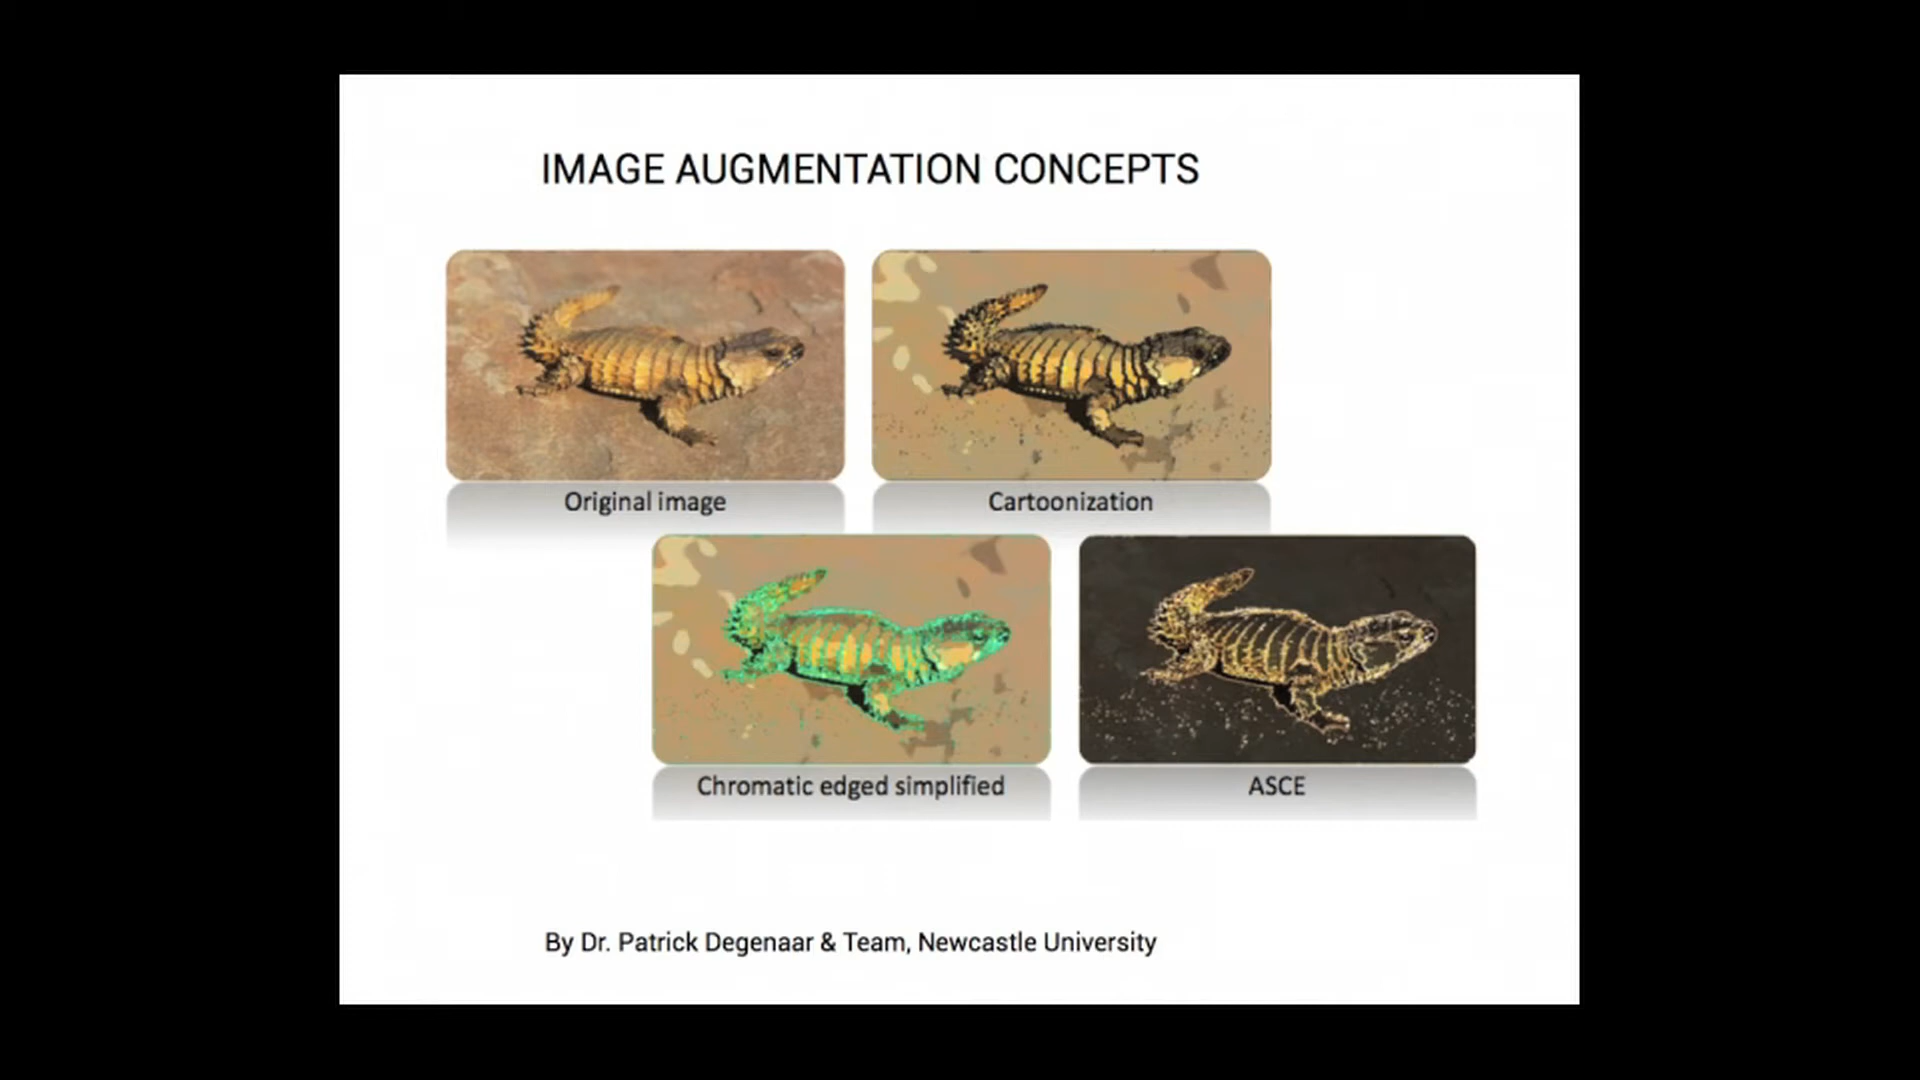 IMAGE AUGMENTATION CONCEPTS
Original image
Cartoonization
Chromatic edged simplified
ASCE
By Dr. Patrick Degenaar & Team, Newcastle University